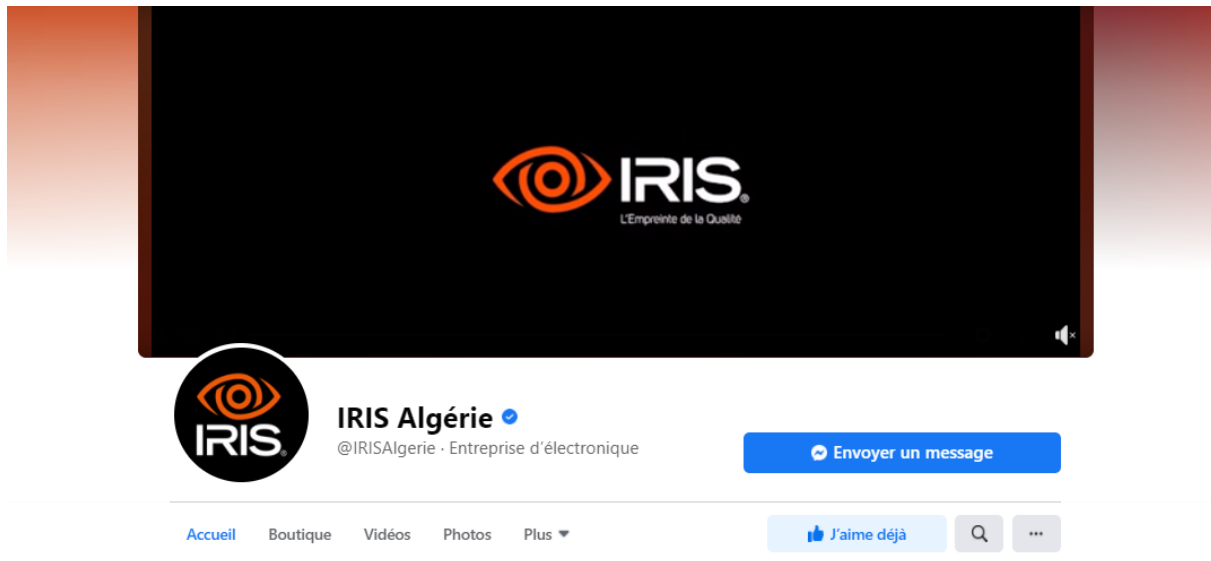 IRIS®
L'Empreinte de la Qualité
IRIS®
IRIS Algérie
@IRISAlgerie · Entreprise d'électronique
Envoyer un message
Accueil Boutique Vidéos Photos Plus
J'aime déjà